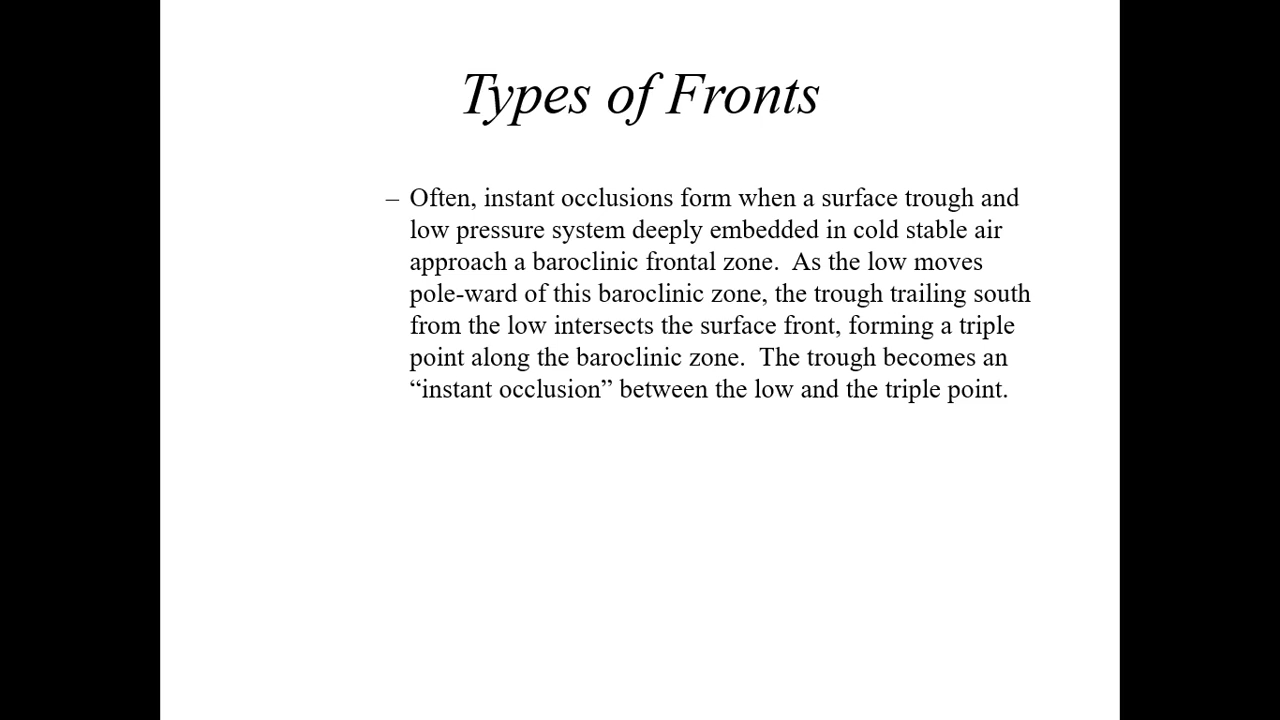 Types of Fronts
– Often, instant occlusions form when a surface trough and
low pressure system deeply embedded in cold stable air
approach a baroclinic frontal zone.  As the low moves
pole-ward of this baroclinic zone, the trough trailing south
from the low intersects the surface front, forming a triple
point along the baroclinic zone.  The trough becomes an
“instant occlusion” between the low and the triple point.